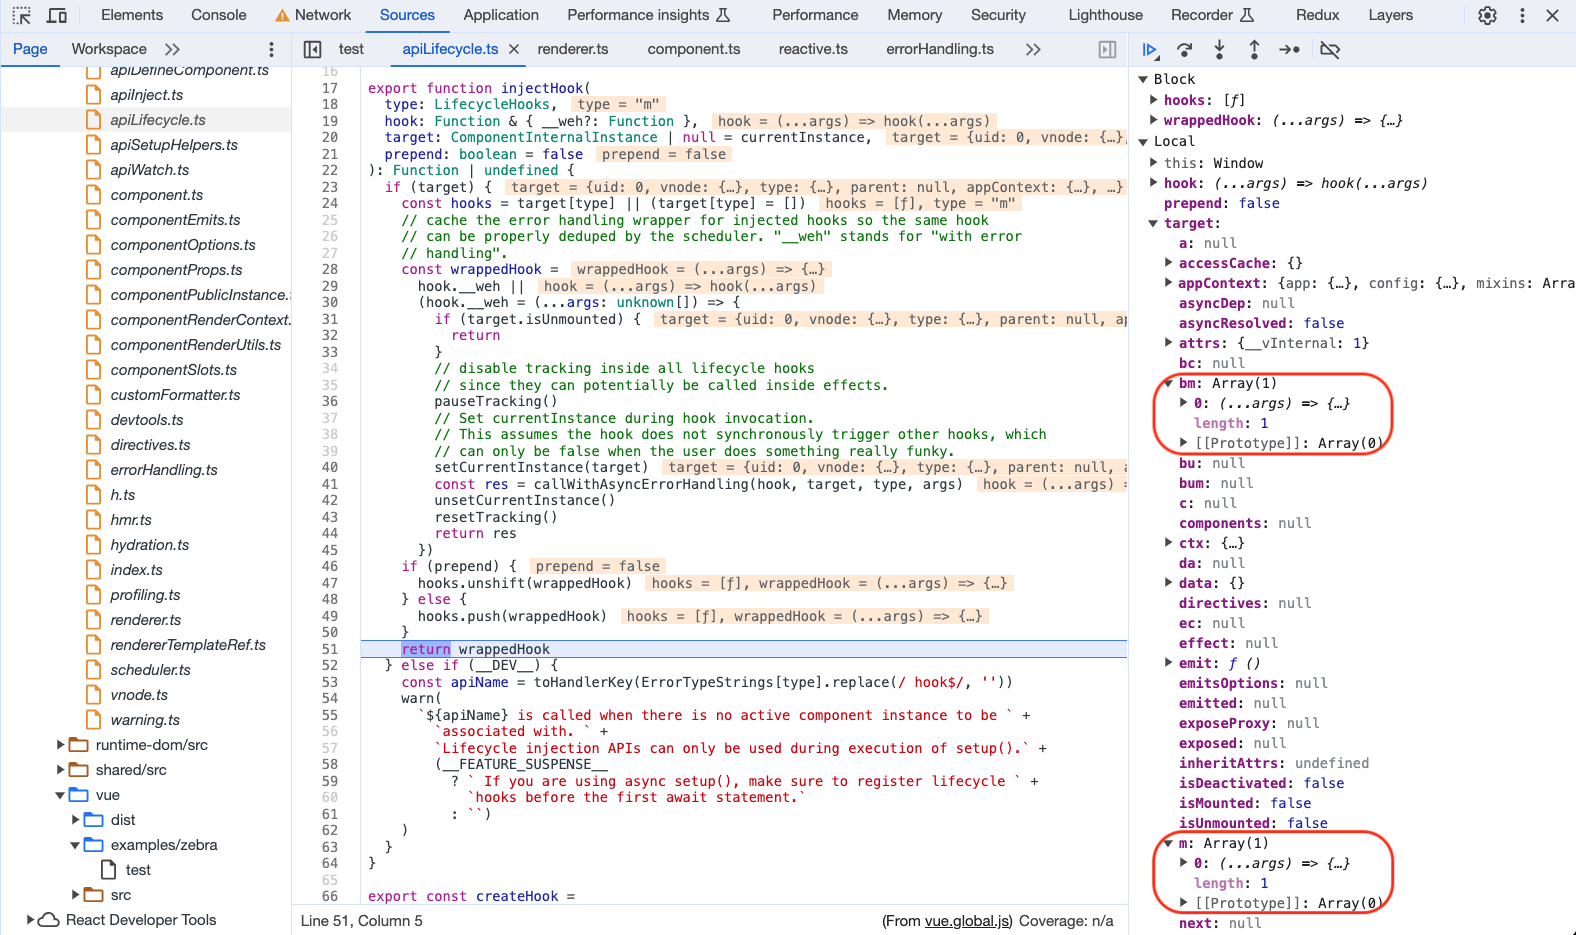 Elements Console Network Sources Application Performance insights Performance Memory Security Lighthouse Recorder Redux Layers
Page Workspace
test apiLifecycle.ts renderer.ts component.ts reactive.ts errorHandling.ts
apiDefineComponent.ts
apiInject.ts
apiLifecycle.ts
apiSetupHelpers.ts
apiWatch.ts
component.ts
componentEmits.ts
componentOptions.ts
componentProps.ts
componentPublicInstance.
componentRenderContext.
componentRenderUtils.ts
componentSlots.ts
customFormatter.ts
devtools.ts
directives.ts
errorHandling.ts
h.ts
hmr.ts
hydration.ts
index.ts
profiling.ts
renderer.ts
rendererTemplateRef.ts
scheduler.ts
vnode.ts
warning.ts
runtime-dom/src
shared/src
vue
dist
examples/zebra
test
src
React Developer Tools
16
17 export function injectHook(
18 type: LifecycleHooks, type = "m"
19 hook: Function & { __weh?: Function }, hook = (...args) => hook(...args)
20 target: ComponentInternalInstance | null = currentInstance, target = {uid: 0, vnode: {…},
21 prepend: boolean = false prepend = false
22 ): Function | undefined {
23 if (target) { target = {uid: 0, vnode: {…}, type: {…}, parent: null, appContext: {…}, …}
24 const hooks = target[type] || (target[type] = []) hooks = [ƒ], type = "m"
25 // cache the error handling wrapper for injected hooks so the same hook
26 // can be properly deduped by the scheduler. "__weh" stands for "with error
27 // handling".
28 const wrappedHook = wrappedHook = (...args) => {…}
29 hook.__weh || hook = (...args) => hook(...args)
30 (hook.__weh = (...args: unknown[]) => {
31 if (target.isUnmounted) { target = {uid: 0, vnode: {…}, type: {…}, parent: null, ap
32 return
33 }
34 // disable tracking inside all lifecycle hooks
35 // since they can potentially be called inside effects.
36 pauseTracking()
37 // Set currentInstance during hook invocation.
38 // This assumes the hook does not synchronously trigger other hooks, which
39 // can only be false when the user does something really funky.
40 setCurrentInstance(target) target = {uid: 0, vnode: {…}, type: {…}, parent: null, a
41 const res = callWithAsyncErrorHandling(hook, target, type, args) hook = (...args) =
42 unsetCurrentInstance()
43 resetTracking()
44 return res
45 })
46 if (prepend) { prepend = false
47 hooks.unshift(wrappedHook) hooks = [ƒ], wrappedHook = (...args) => {…}
48 } else {
49 hooks.push(wrappedHook) hooks = [ƒ], wrappedHook = (...args) => {…}
50 }
51 return wrappedHook
52 } else if (__DEV__) {
53 const apiName = toHandlerKey(ErrorTypeStrings[type].replace(/ hook$/, ''))
54 warn(
55 `${apiName} is called when there is no active component instance to be ` +
56 `associated with. ` +
57 `Lifecycle injection APIs can only be used during execution of setup().` +
58 (__FEATURE_SUSPENSE__
59 ? ` If you are using async setup(), make sure to register lifecycle ` +
60 `hooks before the first await statement.`
61 : ``)
62 )
63 }
64 }
65
66 export const createHook =
Line 51, Column 5 (From vue.global.js) Coverage: n/a
Block
hooks: [ƒ]
wrappedHook: (...args) => {…}
Local
this: Window
hook: (...args) => hook(...args)
prepend: false
target:
a: null
accessCache: {}
appContext: {app: {…}, config: {…}, mixins: Arra
asyncDep: null
asyncResolved: false
attrs: {__vInternal: 1}
bc: null
bm: Array(1)
0: (...args) => {…}
length: 1
[[Prototype]]: Array(0)
bu: null
bum: null
c: null
components: null
ctx: {…}
da: null
data: {}
directives: null
ec: null
effect: null
emit: ƒ ()
emitsOptions: null
emitted: null
exposeProxy: null
exposed: null
inheritAttrs: undefined
isDeactivated: false
isMounted: false
isUnmounted: false
m: Array(1)
0: (...args) => {…}
length: 1
[[Prototype]]: Array(0)
next: null